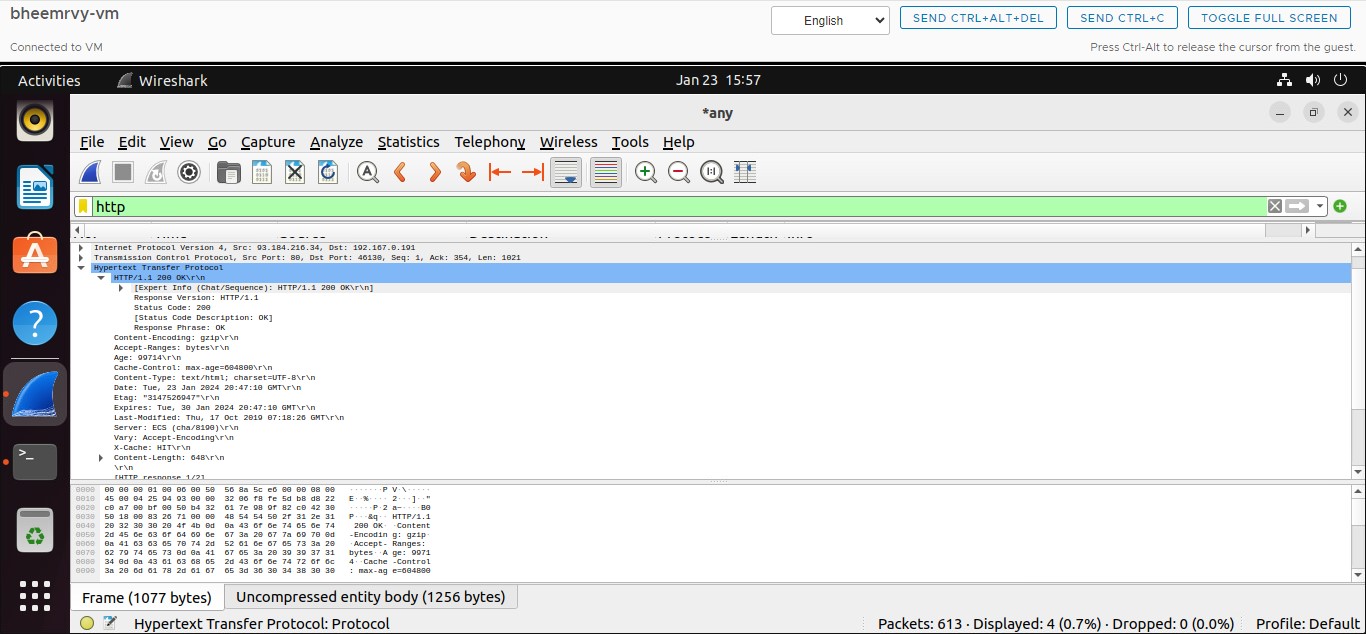 bheemrvy-vm
English
SEND CTRL+ALT+DEL
SEND CTRL+C
TOGGLE FULL SCREEN
Connected to VM
Press Ctrl-Alt to release the cursor from the guest.
Activities
Wireshark
Jan 23 15:57
*any
File Edit View Go Capture Analyze Statistics Telephony Wireless Tools Help
http
Internet Protocol Version 4, Src: 93.184.216.34, Dst: 192.167.0.191
Transmission Control Protocol, Src Port: 80, Dst Port: 46130, Seq: 1, Ack: 354, Len: 1021
Hypertext Transfer Protocol
HTTP/1.1 200 OK\r\n
[Expert Info (Chat/Sequence): HTTP/1.1 200 OK\r\n]
Response Version: HTTP/1.1
Status Code: 200
[Status Code Description: OK]
Response Phrase: OK
Content-Encoding: gzip\r\n
Accept-Ranges: bytes\r\n
Age: 99714\r\n
Cache-Control: max-age=604800\r\n
Content-Type: text/html; charset=UTF-8\r\n
Date: Tue, 23 Jan 2024 20:47:10 GMT\r\n
Etag: "3147526947"\r\n
Expires: Tue, 30 Jan 2024 20:47:10 GMT\r\n
Last-Modified: Thu, 17 Oct 2019 07:18:26 GMT\r\n
Server: ECS (cha/8190)\r\n
Vary: Accept-Encoding\r\n
X-Cache: HIT\r\n
Content-Length: 648\r\n
\r\n
[HTTP response 1/2]
0000 00 00 00 01 00 06 00 50 56 8a 5c e6 00 00 08 00 ·······P V·\·····
0010 45 00 04 25 94 93 00 00 32 06 f8 fe 5d b8 d8 22 E··%···· 2···]··"
0020 c0 a7 00 bf 00 50 b4 32 61 7e 98 9f 82 c0 42 30 ·····P·2 a~····B0
0030 50 18 00 83 26 71 00 00 48 54 54 50 2f 31 2e 31 P···&q·· HTTP/1.1
0040 20 32 30 30 20 4f 4b 0d 0a 43 6f 6e 74 65 6e 74 200 OK· ·Content
0050 2d 45 6e 63 6f 64 69 6e 67 3a 20 67 7a 69 70 0d -Encodin g: gzip·
0060 0a 41 63 63 65 70 74 2d 52 61 6e 67 65 73 3a 20 ·Accept- Ranges:
0070 62 79 74 65 73 0d 0a 41 67 65 3a 20 39 39 37 31 bytes··A ge: 9971
0080 34 0d 0a 43 61 63 68 65 2d 43 6f 6e 74 72 6f 6c 4··Cache -Control
0090 3a 20 6d 61 78 2d 61 67 65 3d 36 30 34 38 30 30 : max-ag e=604800
Frame (1077 bytes)
Uncompressed entity body (1256 bytes)
Hypertext Transfer Protocol: Protocol
Packets: 613 · Displayed: 4 (0.7%) · Dropped: 0 (0.0%)
Profile: Default